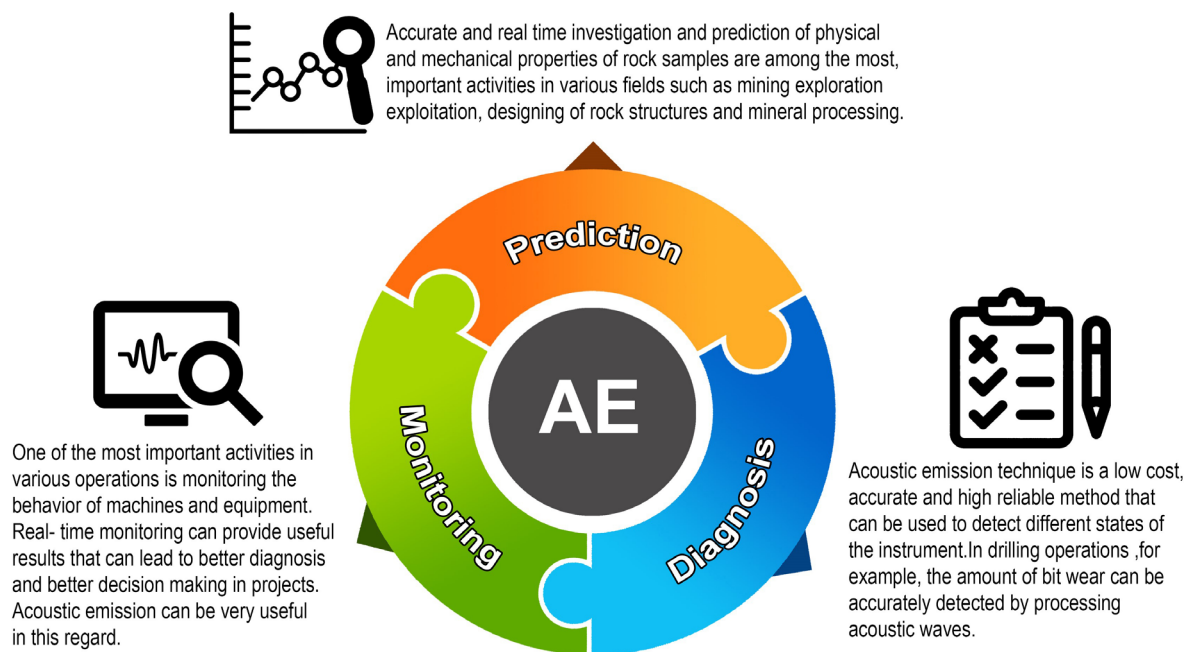 Accurate and real time investigation and prediction of physical
and mechanical properties of rock samples are among the most,
important activities in various fields such as mining exploration
exploitation, designing of rock structures and mineral processing.
Prediction
AE
Monitoring
Diagnosis
One of the most important activities in
various operations is monitoring the
behavior of machines and equipment.
Real- time monitoring can provide useful
results that can lead to better diagnosis
and better decision making in projects.
Acoustic emission can be very useful
in this regard.
Acoustic emission technique is a low cost,
accurate and high reliable method that
can be used to detect different states of
the instrument.In drilling operations ,for
example, the amount of bit wear can be
accurately detected by processing
acoustic waves.